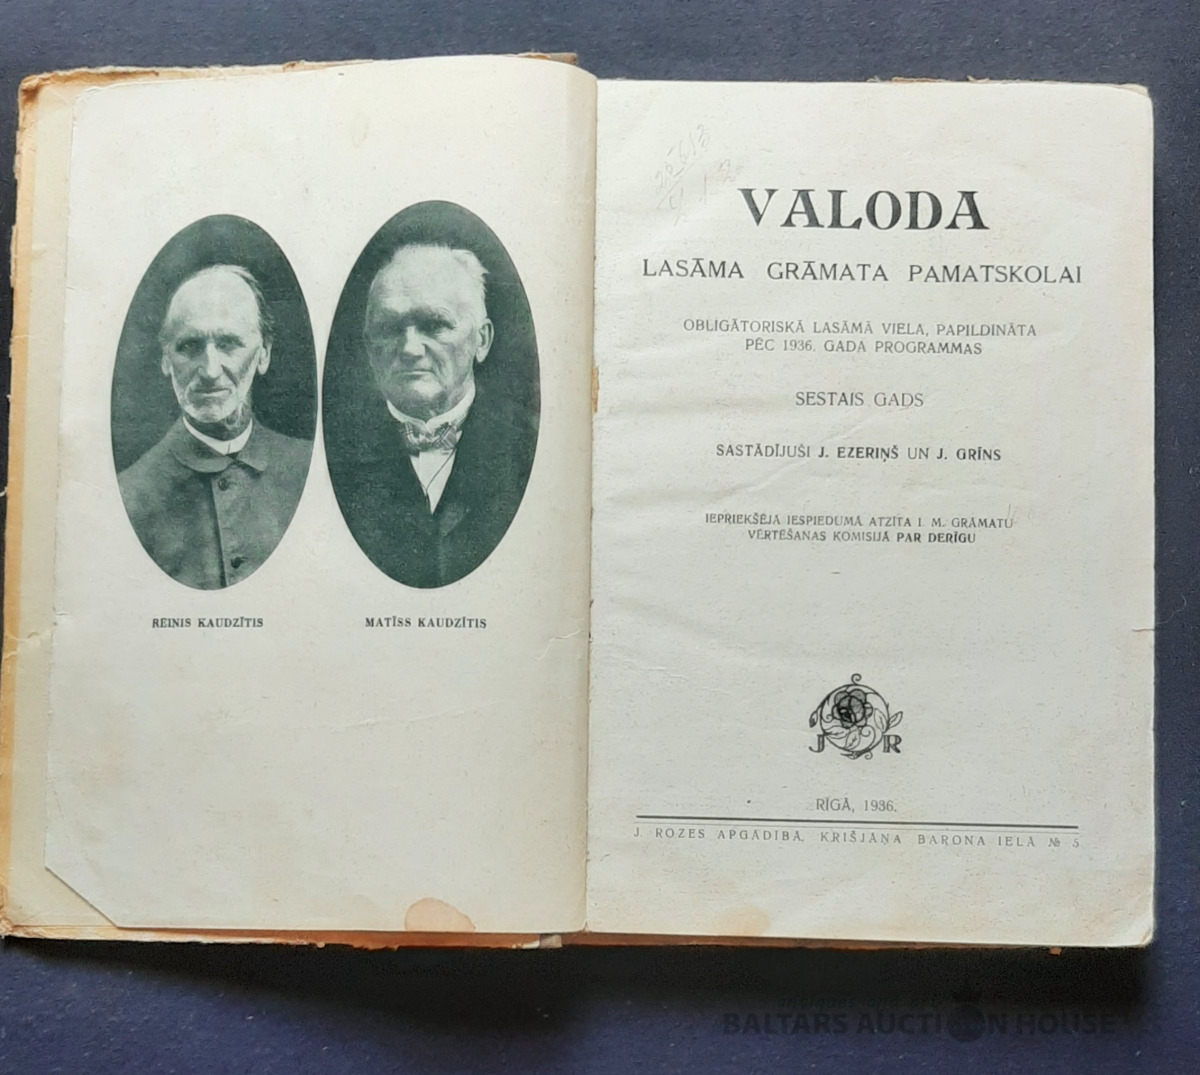 REINIS KAUDZĪTIS
MATĪSS KAUDZĪTIS
VALODA
LASĀMA GRĀMATA PAMATSKOLAI
OBLIGĀTORISKĀ LASĀMĀ VIELA, PAPILDINĀTA
PĒC 1936. GADA PROGRAMMAS
SESTAIS GADS
SASTĀDĪJUŠI J. EZERIŅŠ UN J. GRĪNS
IEPRIEKŠĒJĀ IESPIEDUMĀ ATZĪTA I. M. GRĀMATU
VĒRTĒŠANAS KOMISIJĀ PAR DERĪGU
J R
RĪGĀ, 1936.
J. ROZES APGĀDĪBĀ, KRIŠJĀŅA BARONA IELĀ № 5
BALTARS AUCTION HOUSE